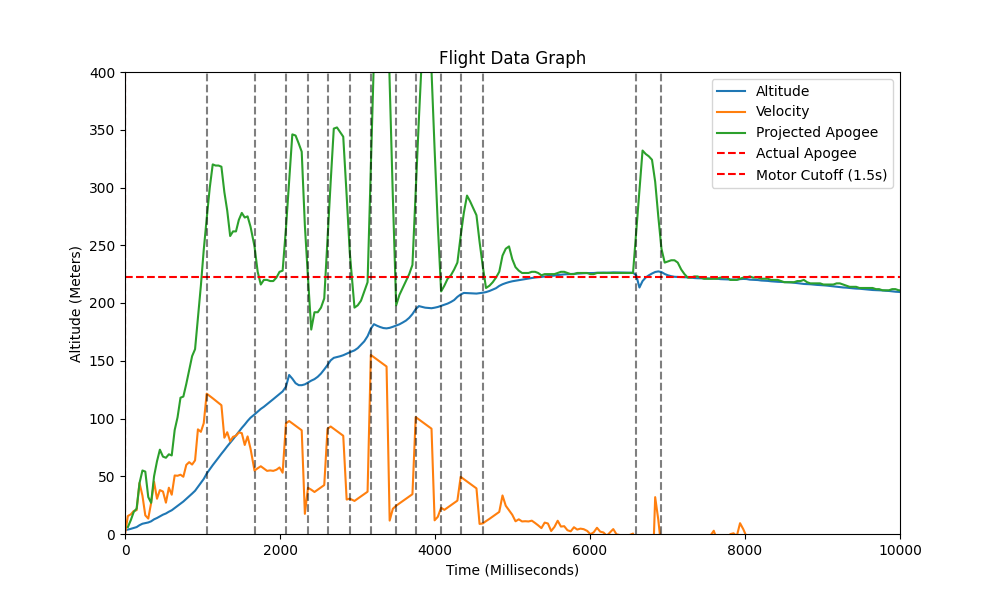 Flight Data Graph
Altitude
Velocity
Projected Apogee
Actual Apogee
Motor Cutoff (1.5s)
Altitude (Meters)
400
350
300
250
200
150
100
50
0
0 2000 4000 6000 8000 10000
Time (Milliseconds)